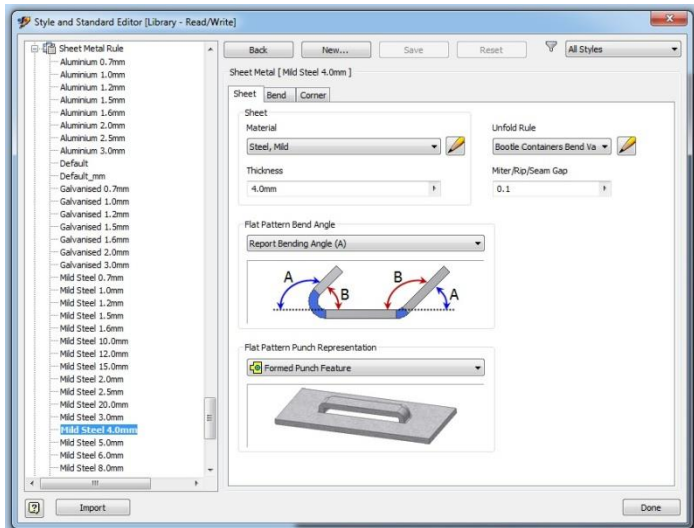 Style and Standard Editor [Library - Read/Write]
Sheet Metal Rule
Aluminium 0.7mm
Aluminium 1.0mm
Aluminium 1.2mm
Aluminium 1.5mm
Aluminium 1.6mm
Aluminium 2.0mm
Aluminium 2.5mm
Aluminium 3.0mm
Default
Default_mm
Galvanised 0.7mm
Galvanised 1.0mm
Galvanised 1.2mm
Galvanised 1.5mm
Galvanised 1.6mm
Galvanised 2.0mm
Galvanised 3.0mm
Mild Steel 0.7mm
Mild Steel 1.0mm
Mild Steel 1.2mm
Mild Steel 1.5mm
Mild Steel 1.6mm
Mild Steel 10.0mm
Mild Steel 12.0mm
Mild Steel 15.0mm
Mild Steel 2.0mm
Mild Steel 2.5mm
Mild Steel 20.0mm
Mild Steel 3.0mm
Mild Steel 4.0mm
Mild Steel 5.0mm
Mild Steel 6.0mm
Mild Steel 8.0mm
Back New... Save Reset All Styles
Sheet Metal [ Mild Steel 4.0mm ]
Sheet Bend Corner
Sheet
Material Unfold Rule
Steel, Mild Bootle Containers Bend Va
Thickness Miter/Rip/Seam Gap
4.0mm 0.1
Flat Pattern Bend Angle
Report Bending Angle (A)
A B
B A
Flat Pattern Punch Representation
Formed Punch Feature
? Import Done